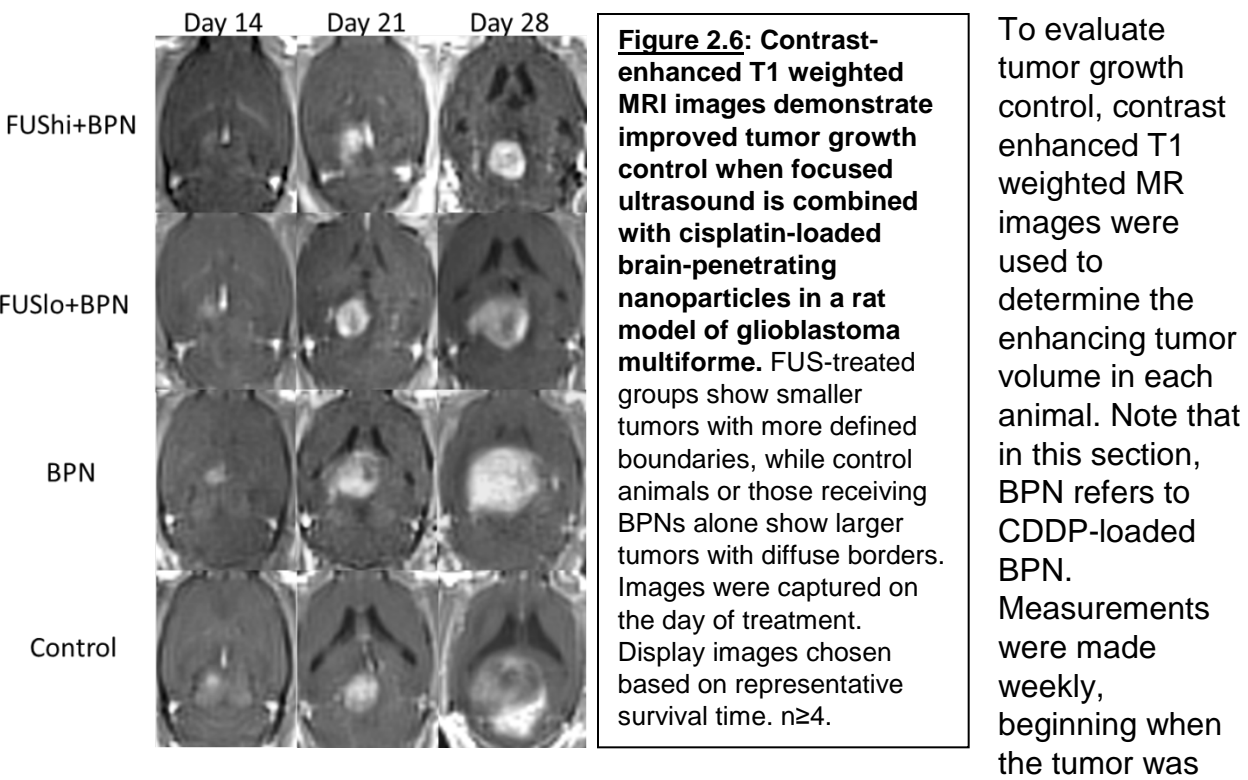 Day 14 Day 21 Day 28
FUShi+BPN
FUSlo+BPN
BPN
Control
Figure 2.6: Contrast-
enhanced T1 weighted
MRI images demonstrate
improved tumor growth
control when focused
ultrasound is combined
with cisplatin-loaded
brain-penetrating
nanoparticles in a rat
model of glioblastoma
multiforme. FUS-treated
groups show smaller
tumors with more defined
boundaries, while control
animals or those receiving
BPNs alone show larger
tumors with diffuse borders.
Images were captured on
the day of treatment.
Display images chosen
based on representative
survival time. n≥4.
To evaluate
tumor growth
control, contrast
enhanced T1
weighted MR
images were
used to
determine the
enhancing tumor
volume in each
animal. Note that
in this section,
BPN refers to
CDDP-loaded
BPN.
Measurements
were made
weekly,
beginning when
the tumor was